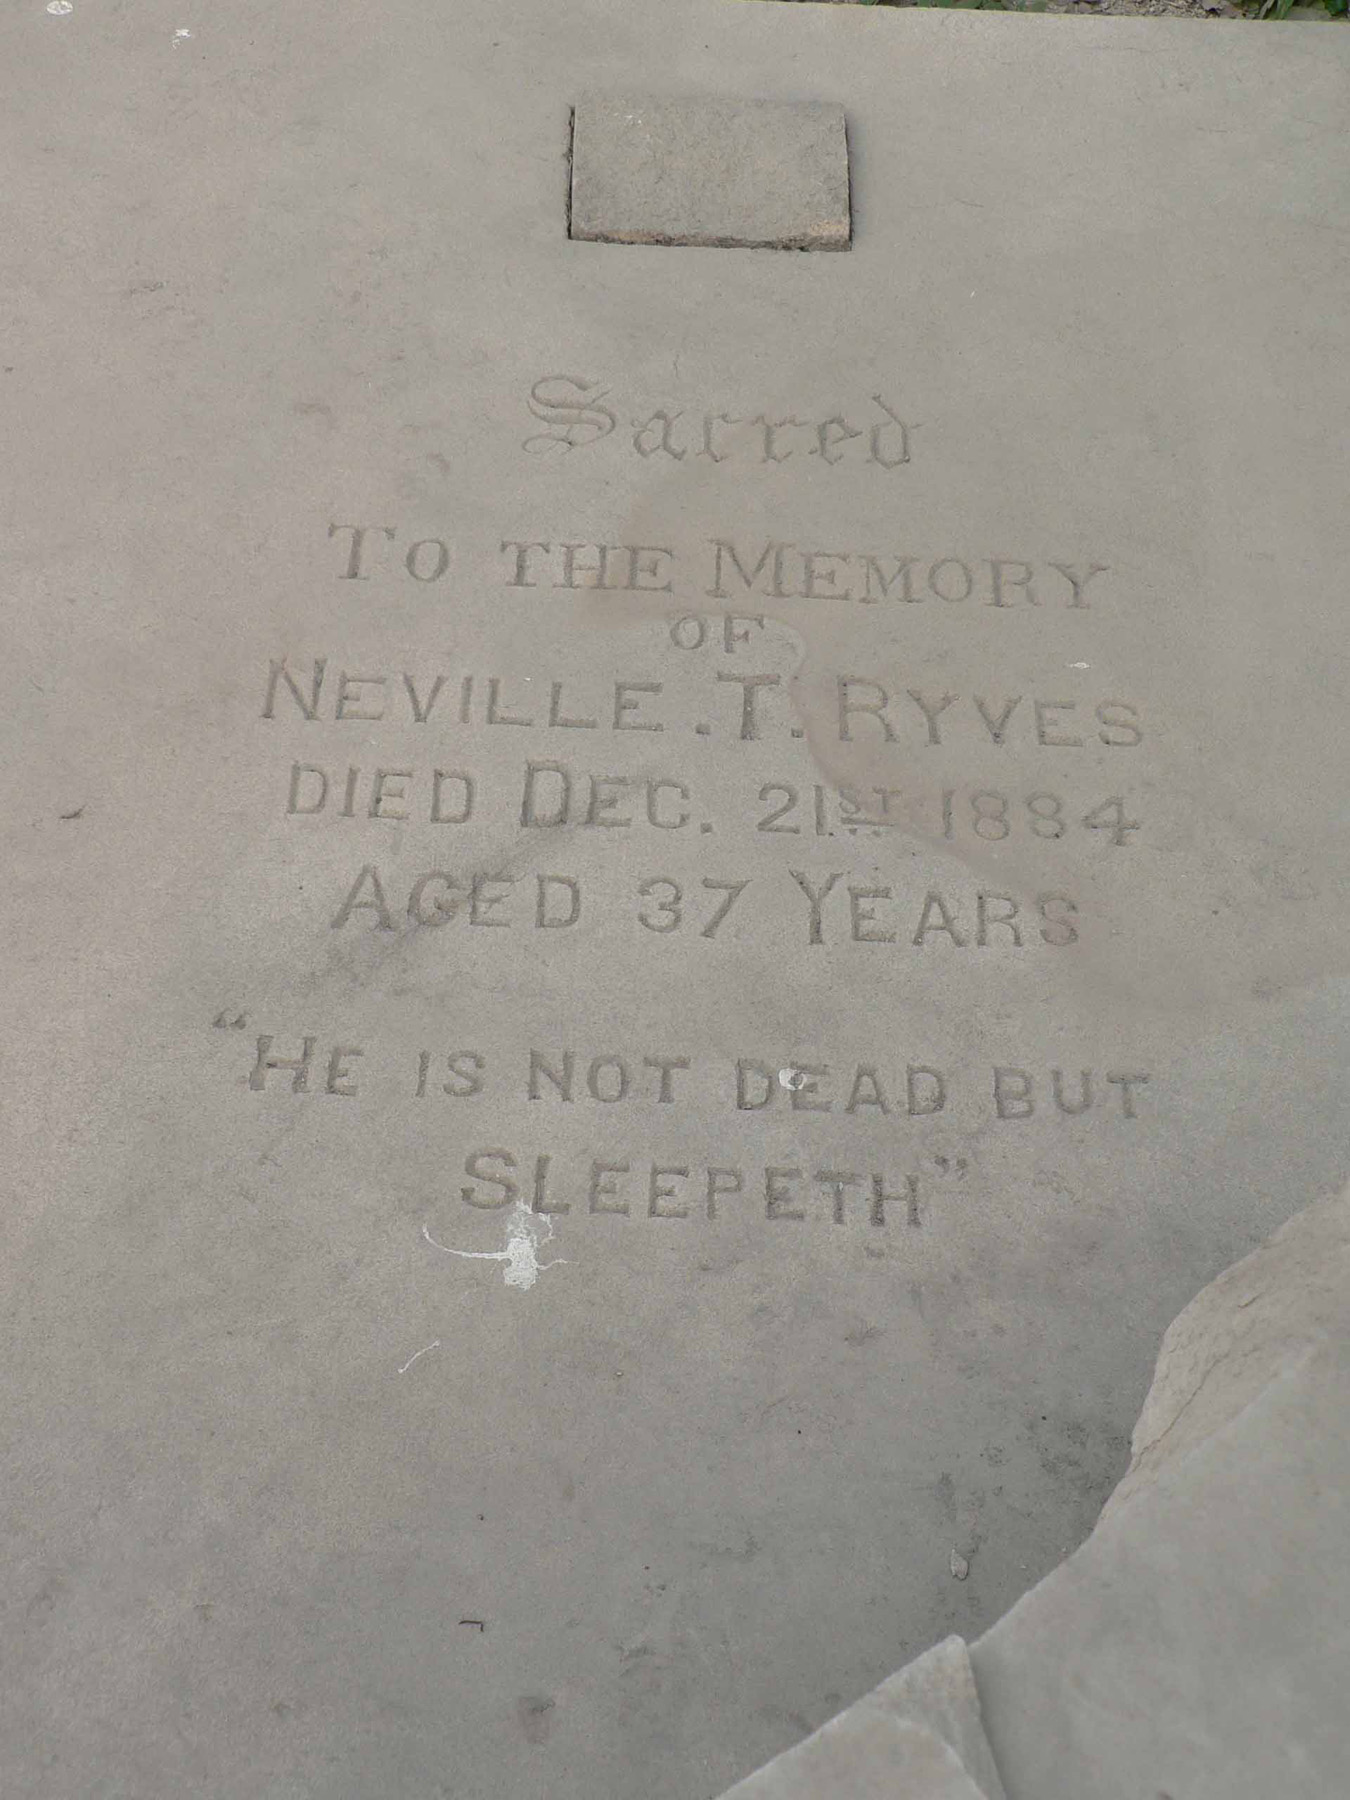 Sacred
TO THE MEMORY
OF
NEVILLE.T. RYVES
DIED DEC. 21ST 1884
AGED 37 YEARS
“HE IS NOT DEAD BUT
SLEEPETH”